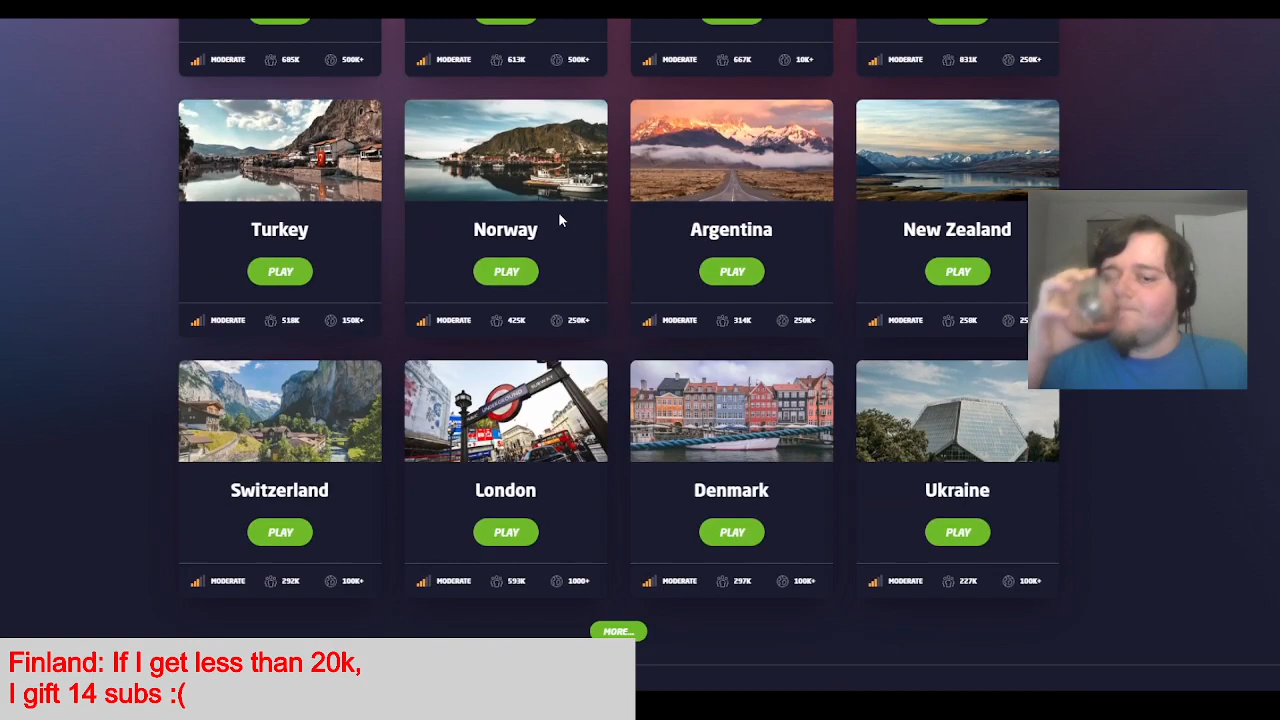 MODERATE 685K 500K+
MODERATE 613K 500K+
MODERATE 667K 10K+
MODERATE 831K 250K+
Turkey
PLAY
MODERATE 518K 150K+
Norway
PLAY
MODERATE 425K 250K+
Argentina
PLAY
MODERATE 314K 250K+
New Zealand
PLAY
MODERATE 258K
Switzerland
PLAY
MODERATE 292K 100K+
UNDERGROUND
London
PLAY
MODERATE 593K 1000+
Denmark
PLAY
MODERATE 297K 100K+
Ukraine
PLAY
MODERATE 227K 100K+
MORE...
Finland: If I get less than 20k,
I gift 14 subs :(